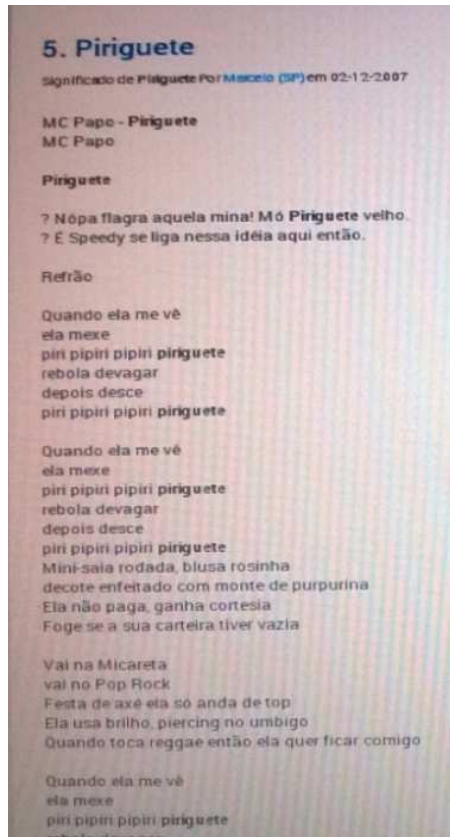 5. Piriguete
significado de Piriguete Por Marcelo (SP) em 02-12-2007
MC Papo - Piriguete
MC Papo
Piriguete
? Nópa flagra aquela mina! Mó Piriguete velho.
? É Speedy se liga nessa idéia aqui então.
Refrão
Quando ela me vê
ela mexe
piri pipiri pipiri piriguete
rebola devagar
depois desce
piri pipiri pipiri piriguete
Quando ela me vê
ela mexe
piri pipiri pipiri piriguete
rebola devagar
depois desce
piri pipiri pipiri piriguete
Mini-saia rodada, blusa rosinha
decote enfeitado com monte de purpurina
Ela não paga, ganha cortesia
Foge se a sua carteira tiver vazia
Vai na Micareta
vai no Pop Rock
Festa de axé ela só anda de top
Ela usa brilho, piercing no umbigo
Quando toca reggae então ela quer ficar comigo
Quando ela me vê
ela mexe
piri pipiri pipiri piriguete